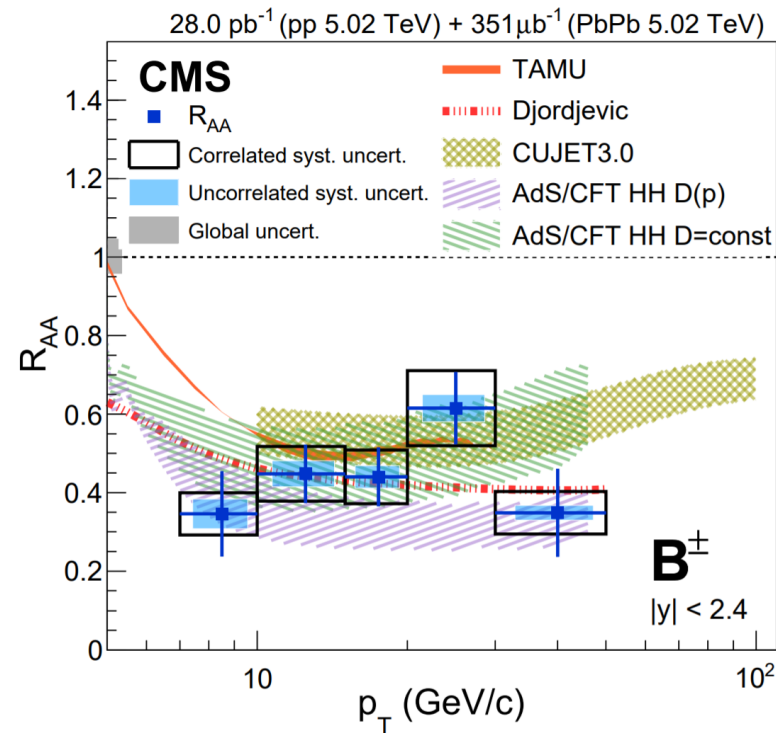 28.0 pb⁻¹ (pp 5.02 TeV) + 351μb⁻¹ (PbPb 5.02 TeV)
CMS
R_AA
Correlated syst. uncert.
Uncorrelated syst. uncert.
Global uncert.
TAMU
Djordjevic
CUJET3.0
AdS/CFT HH D(p)
AdS/CFT HH D=const
R_AA
1.4
1.2
1
0.8
0.6
0.4
0.2
0
B±
|y| < 2.4
10
10²
p_T (GeV/c)